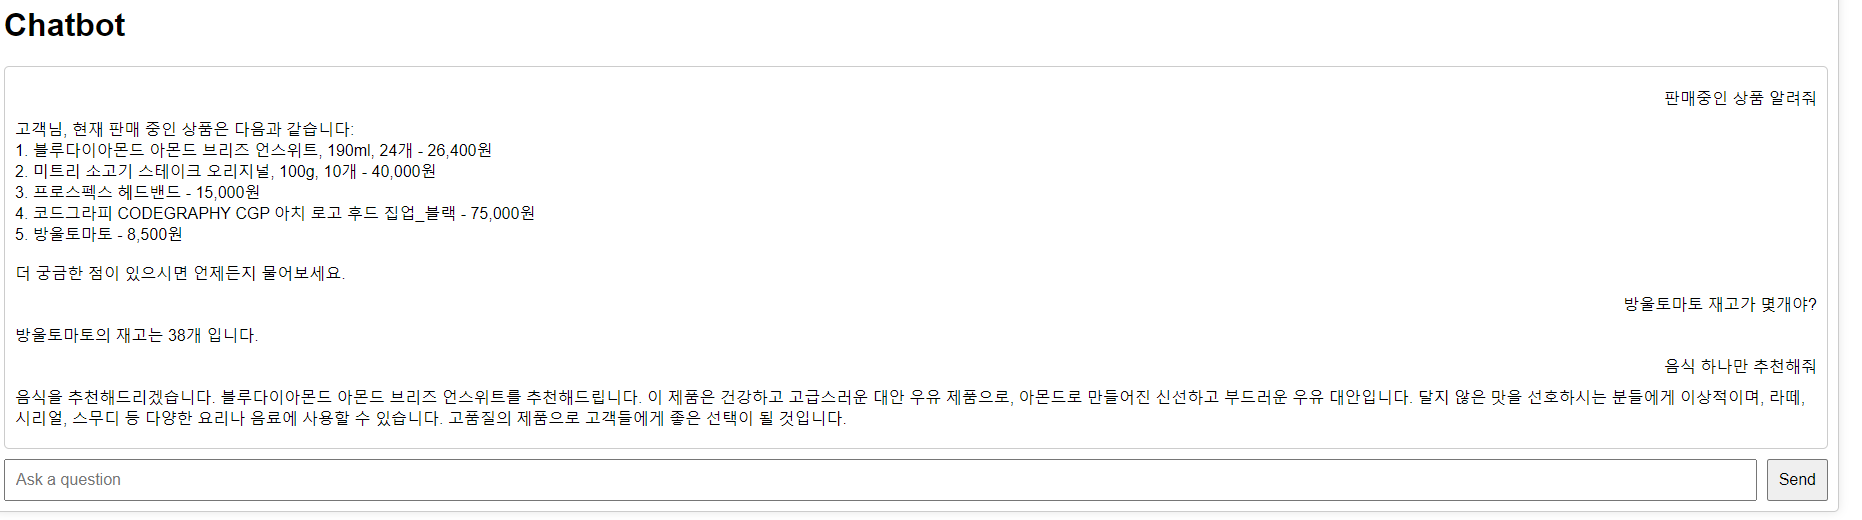 Chatbot
판매중인 상품 알려줘
고객님, 현재 판매 중인 상품은 다음과 같습니다:
1. 블루다이아몬드 아몬드 브리즈 언스위트, 190ml, 24개 - 26,400원
2. 미트리 소고기 스테이크 오리지널, 100g, 10개 - 40,000원
3. 프로스펙스 헤드밴드 - 15,000원
4. 코드그라피 CODEGRAPHY CGP 아치 로고 후드 집업_블랙 - 75,000원
5. 방울토마토 - 8,500원
더 궁금한 점이 있으시면 언제든지 물어보세요.
방울토마토 재고가 몇개야?
방울토마토의 재고는 38개 입니다.
음식 하나만 추천해줘
음식을 추천해드리겠습니다. 블루다이아몬드 아몬드 브리즈 언스위트를 추천해드립니다. 이 제품은 건강하고 고급스러운 대안 우유 제품으로, 아몬드로 만들어진 신선하고 부드러운 우유 대안입니다. 달지 않은 맛을 선호하시는 분들에게 이상적이며, 라떼,
시리얼, 스무디 등 다양한 요리나 음료에 사용할 수 있습니다. 고품질의 제품으로 고객들에게 좋은 선택이 될 것입니다.
Ask a question
Send